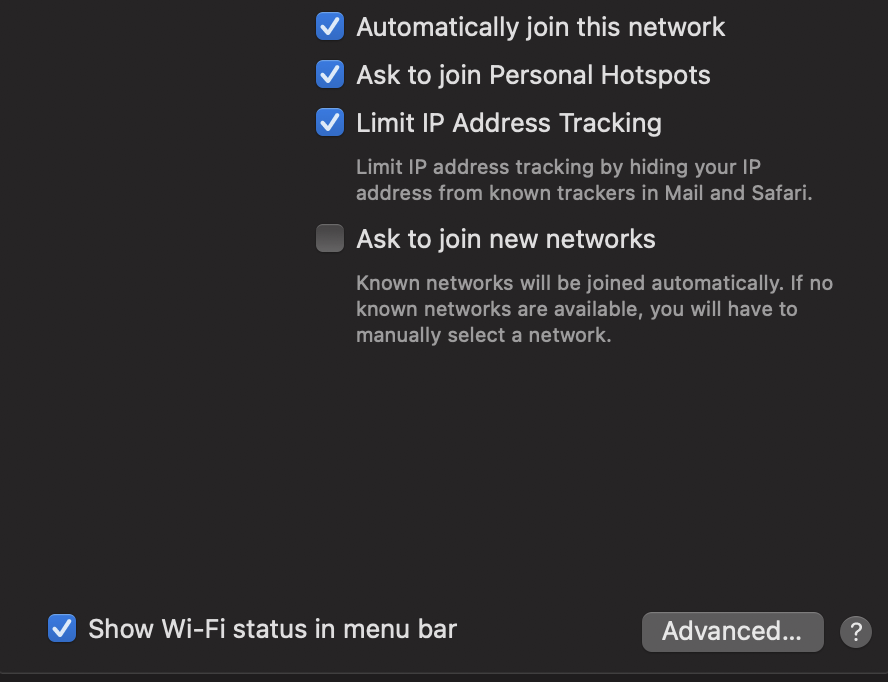 Automatically join this network
Ask to join Personal Hotspots
Limit IP Address Tracking
Limit IP address tracking by hiding your IP
address from known trackers in Mail and Safari.
Ask to join new networks
Known networks will be joined automatically. If no
known networks are available, you will have to
manually select a network.
Show Wi-Fi status in menu bar
Advanced...
?